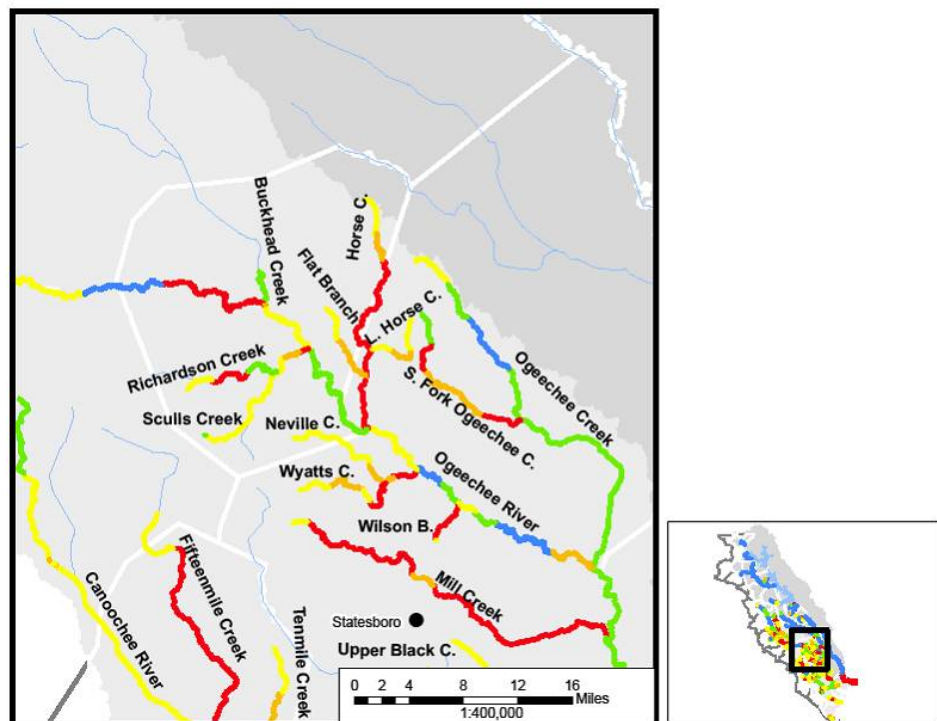 Buckhead Creek
Horse C.
Flat Branch
L. Horse C.
Ogeechee Creek
Richardson Creek
S. Fork Ogeechee C.
Sculls Creek
Neville C.
Wyatts C.
Ogeechee River
Wilson B.
Fifteenmile Creek
Canoochee River
Mill Creek
Tenmile Creek
Statesboro
Upper Black C.
0 2 4 8 12 16
Miles
1:400,000